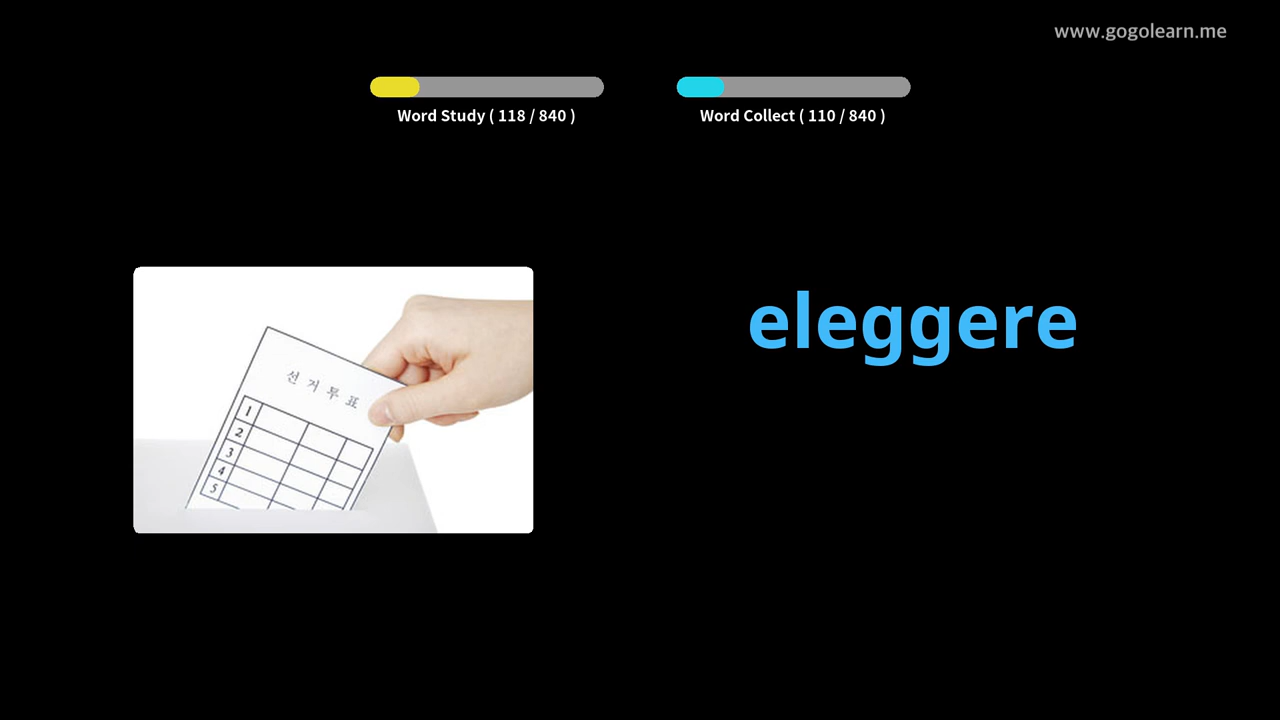 www.gogolearn.me
Word Study ( 118 / 840 )
Word Collect ( 110 / 840 )
eleggere
선거투표
1
2
3
4
5